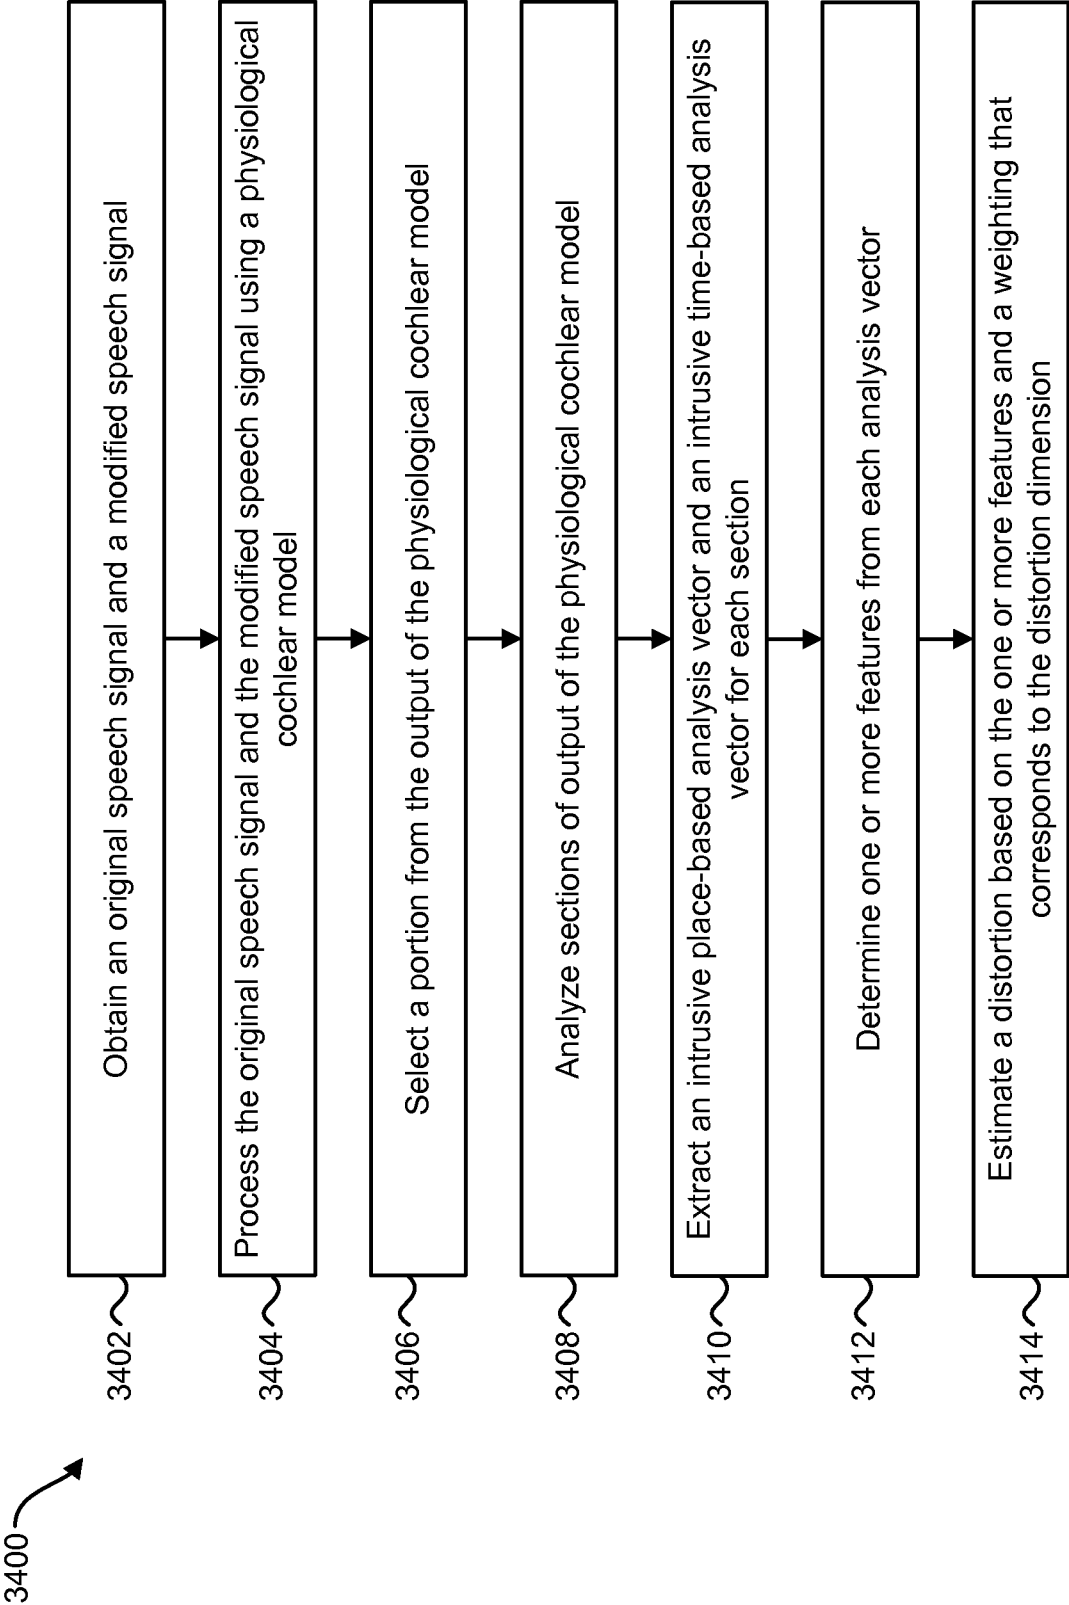 3400
3402
Obtain an original speech signal and a modified speech signal
3404
Process the original speech signal and the modified speech signal using a physiological
cochlear model
3406
Select a portion from the output of the physiological cochlear model
3408
Analyze sections of output of the physiological cochlear model
3410
Extract an intrusive place-based analysis vector and an intrusive time-based analysis
vector for each section
3412
Determine one or more features from each analysis vector
3414
Estimate a distortion based on the one or more features and a weighting that
corresponds to the distortion dimension